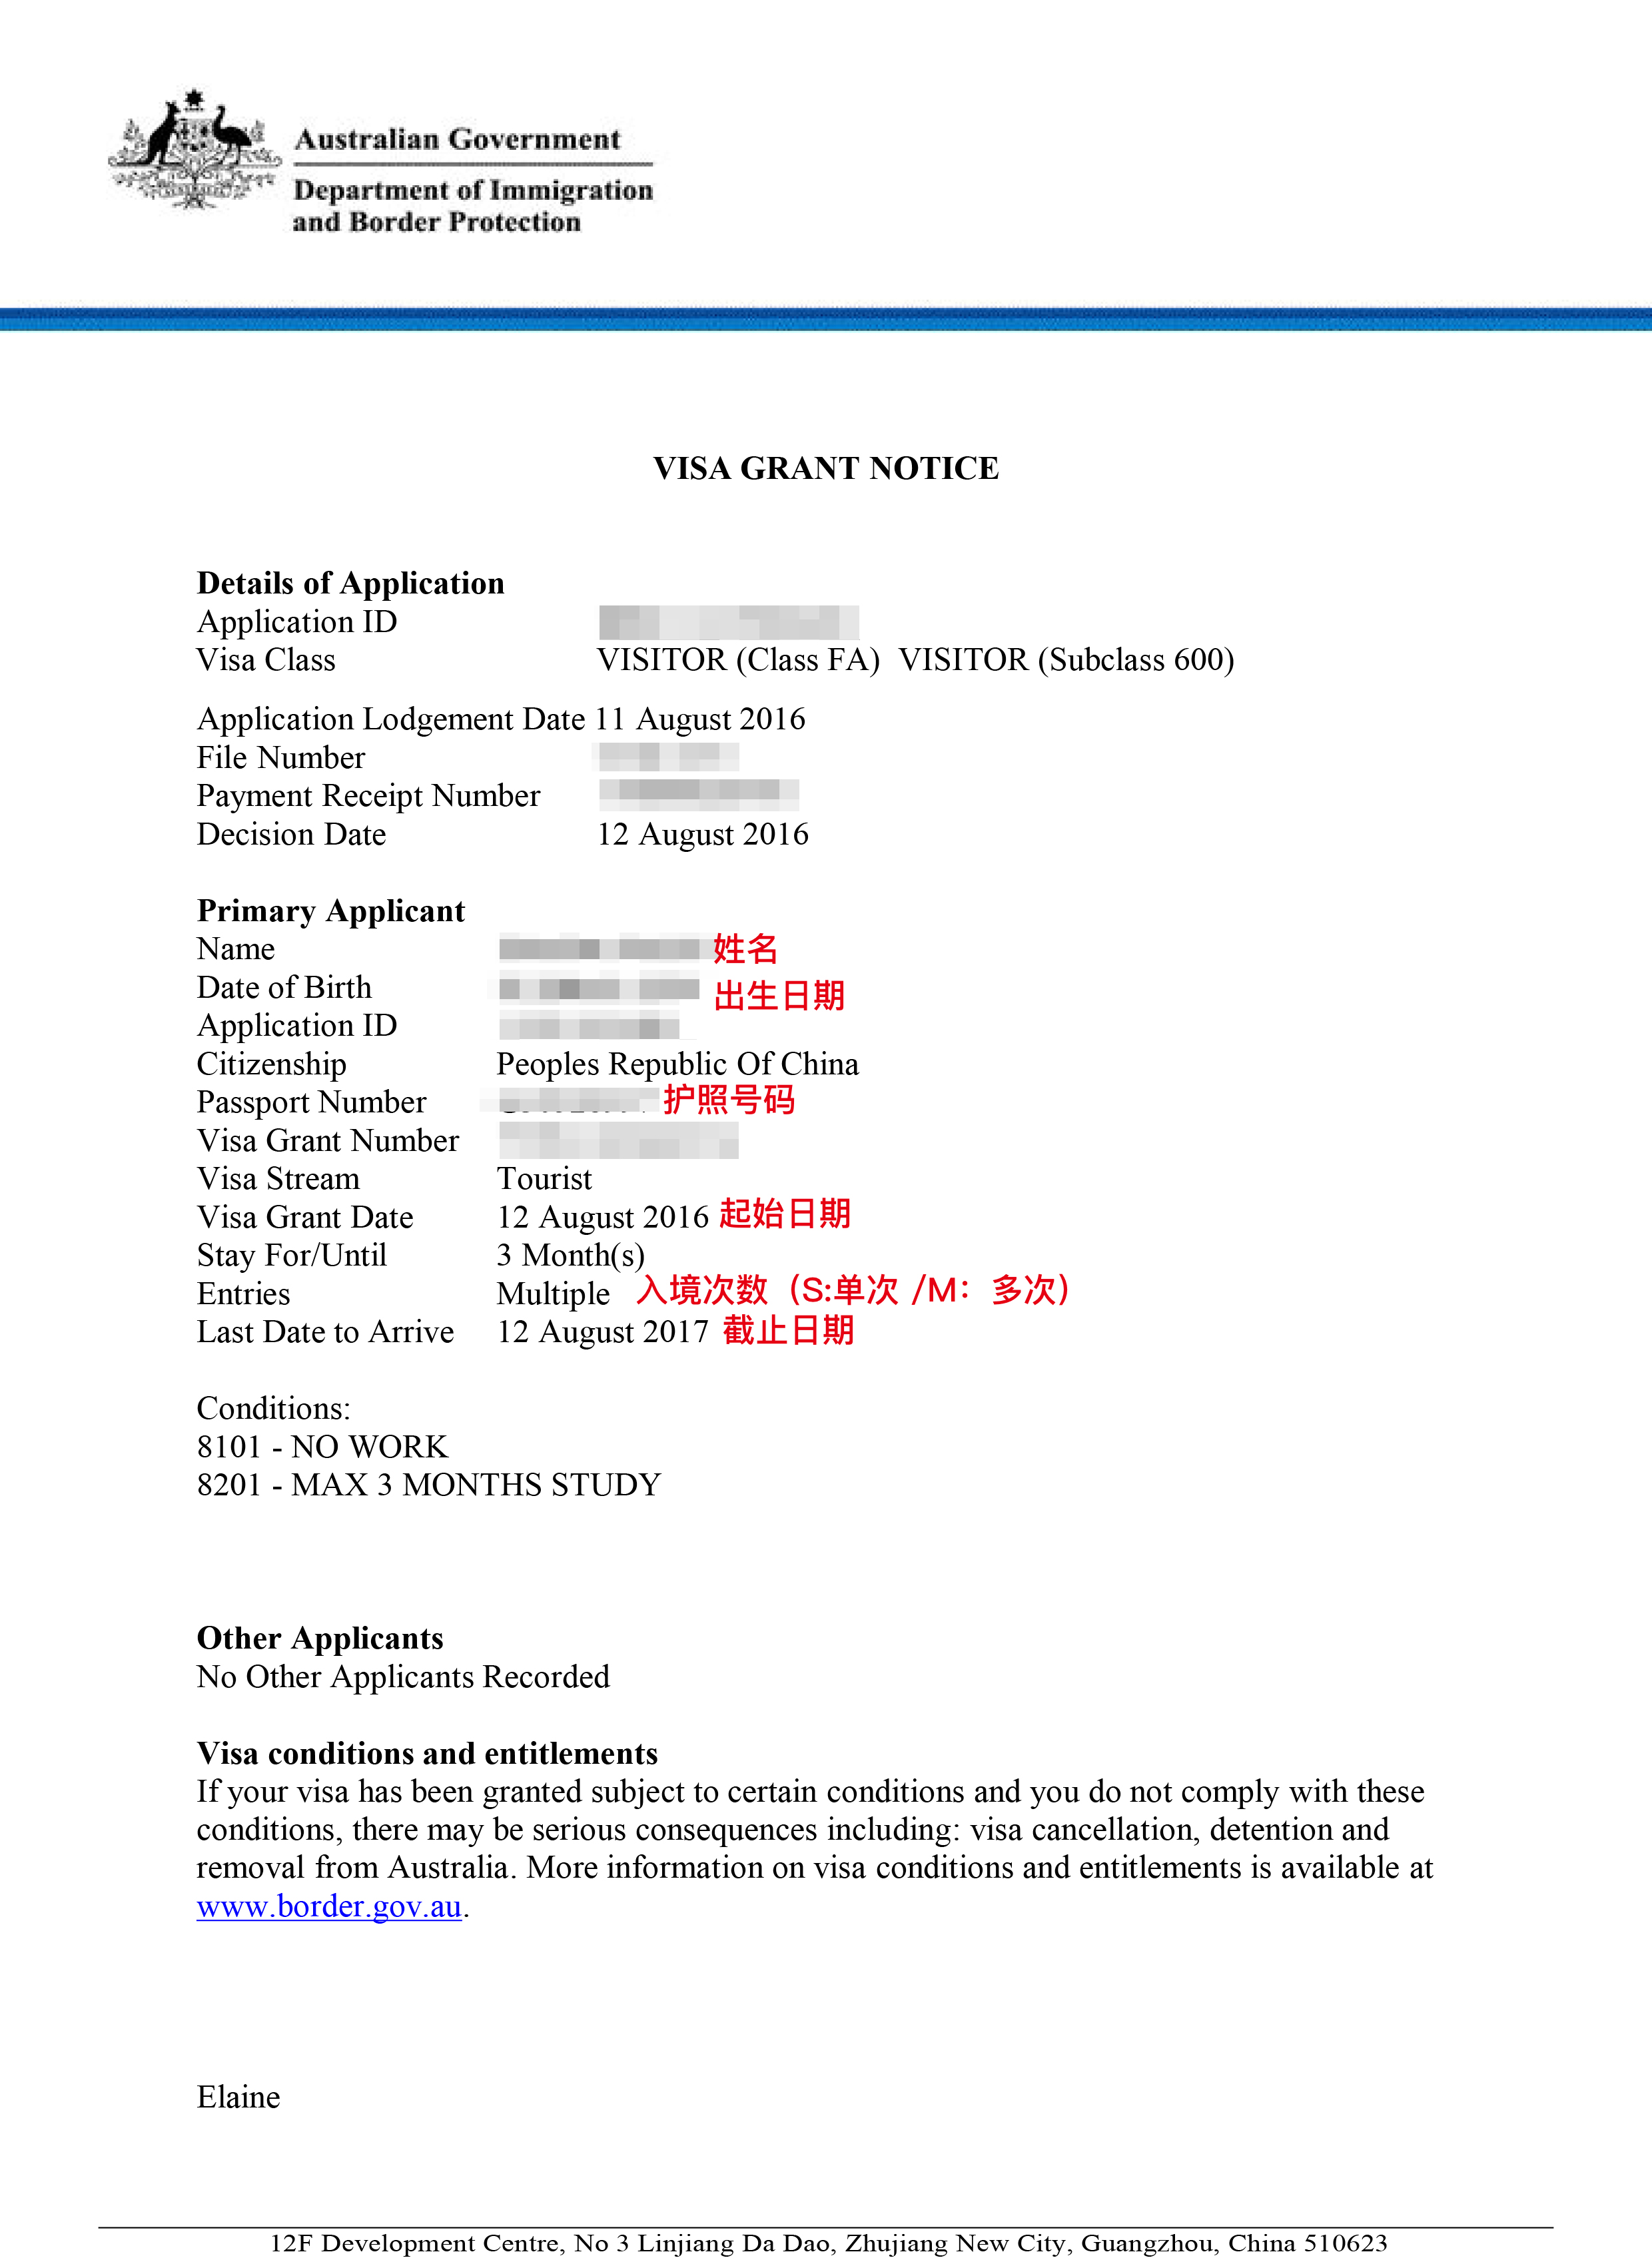 Australian Government
Department of Immigration
and Border Protection
VISA GRANT NOTICE
Details of Application
Application ID
Visa Class VISITOR (Class FA) VISITOR (Subclass 600)
Application Lodgement Date 11 August 2016
File Number
Payment Receipt Number
Decision Date 12 August 2016
Primary Applicant
Name 姓名
Date of Birth 出生日期
Application ID
Citizenship Peoples Republic Of China
Passport Number 护照号码
Visa Grant Number
Visa Stream Tourist
Visa Grant Date 12 August 2016 起始日期
Stay For/Until 3 Month(s)
Entries Multiple 入境次数（S:单次 /M：多次）
Last Date to Arrive 12 August 2017 截止日期
Conditions:
8101 - NO WORK
8201 - MAX 3 MONTHS STUDY
Other Applicants
No Other Applicants Recorded
Visa conditions and entitlements
If your visa has been granted subject to certain conditions and you do not comply with these
conditions, there may be serious consequences including: visa cancellation, detention and
removal from Australia. More information on visa conditions and entitlements is available at
www.border.gov.au.
Elaine
12F Development Centre, No 3 Linjiang Da Dao, Zhujiang New City, Guangzhou, China 510623